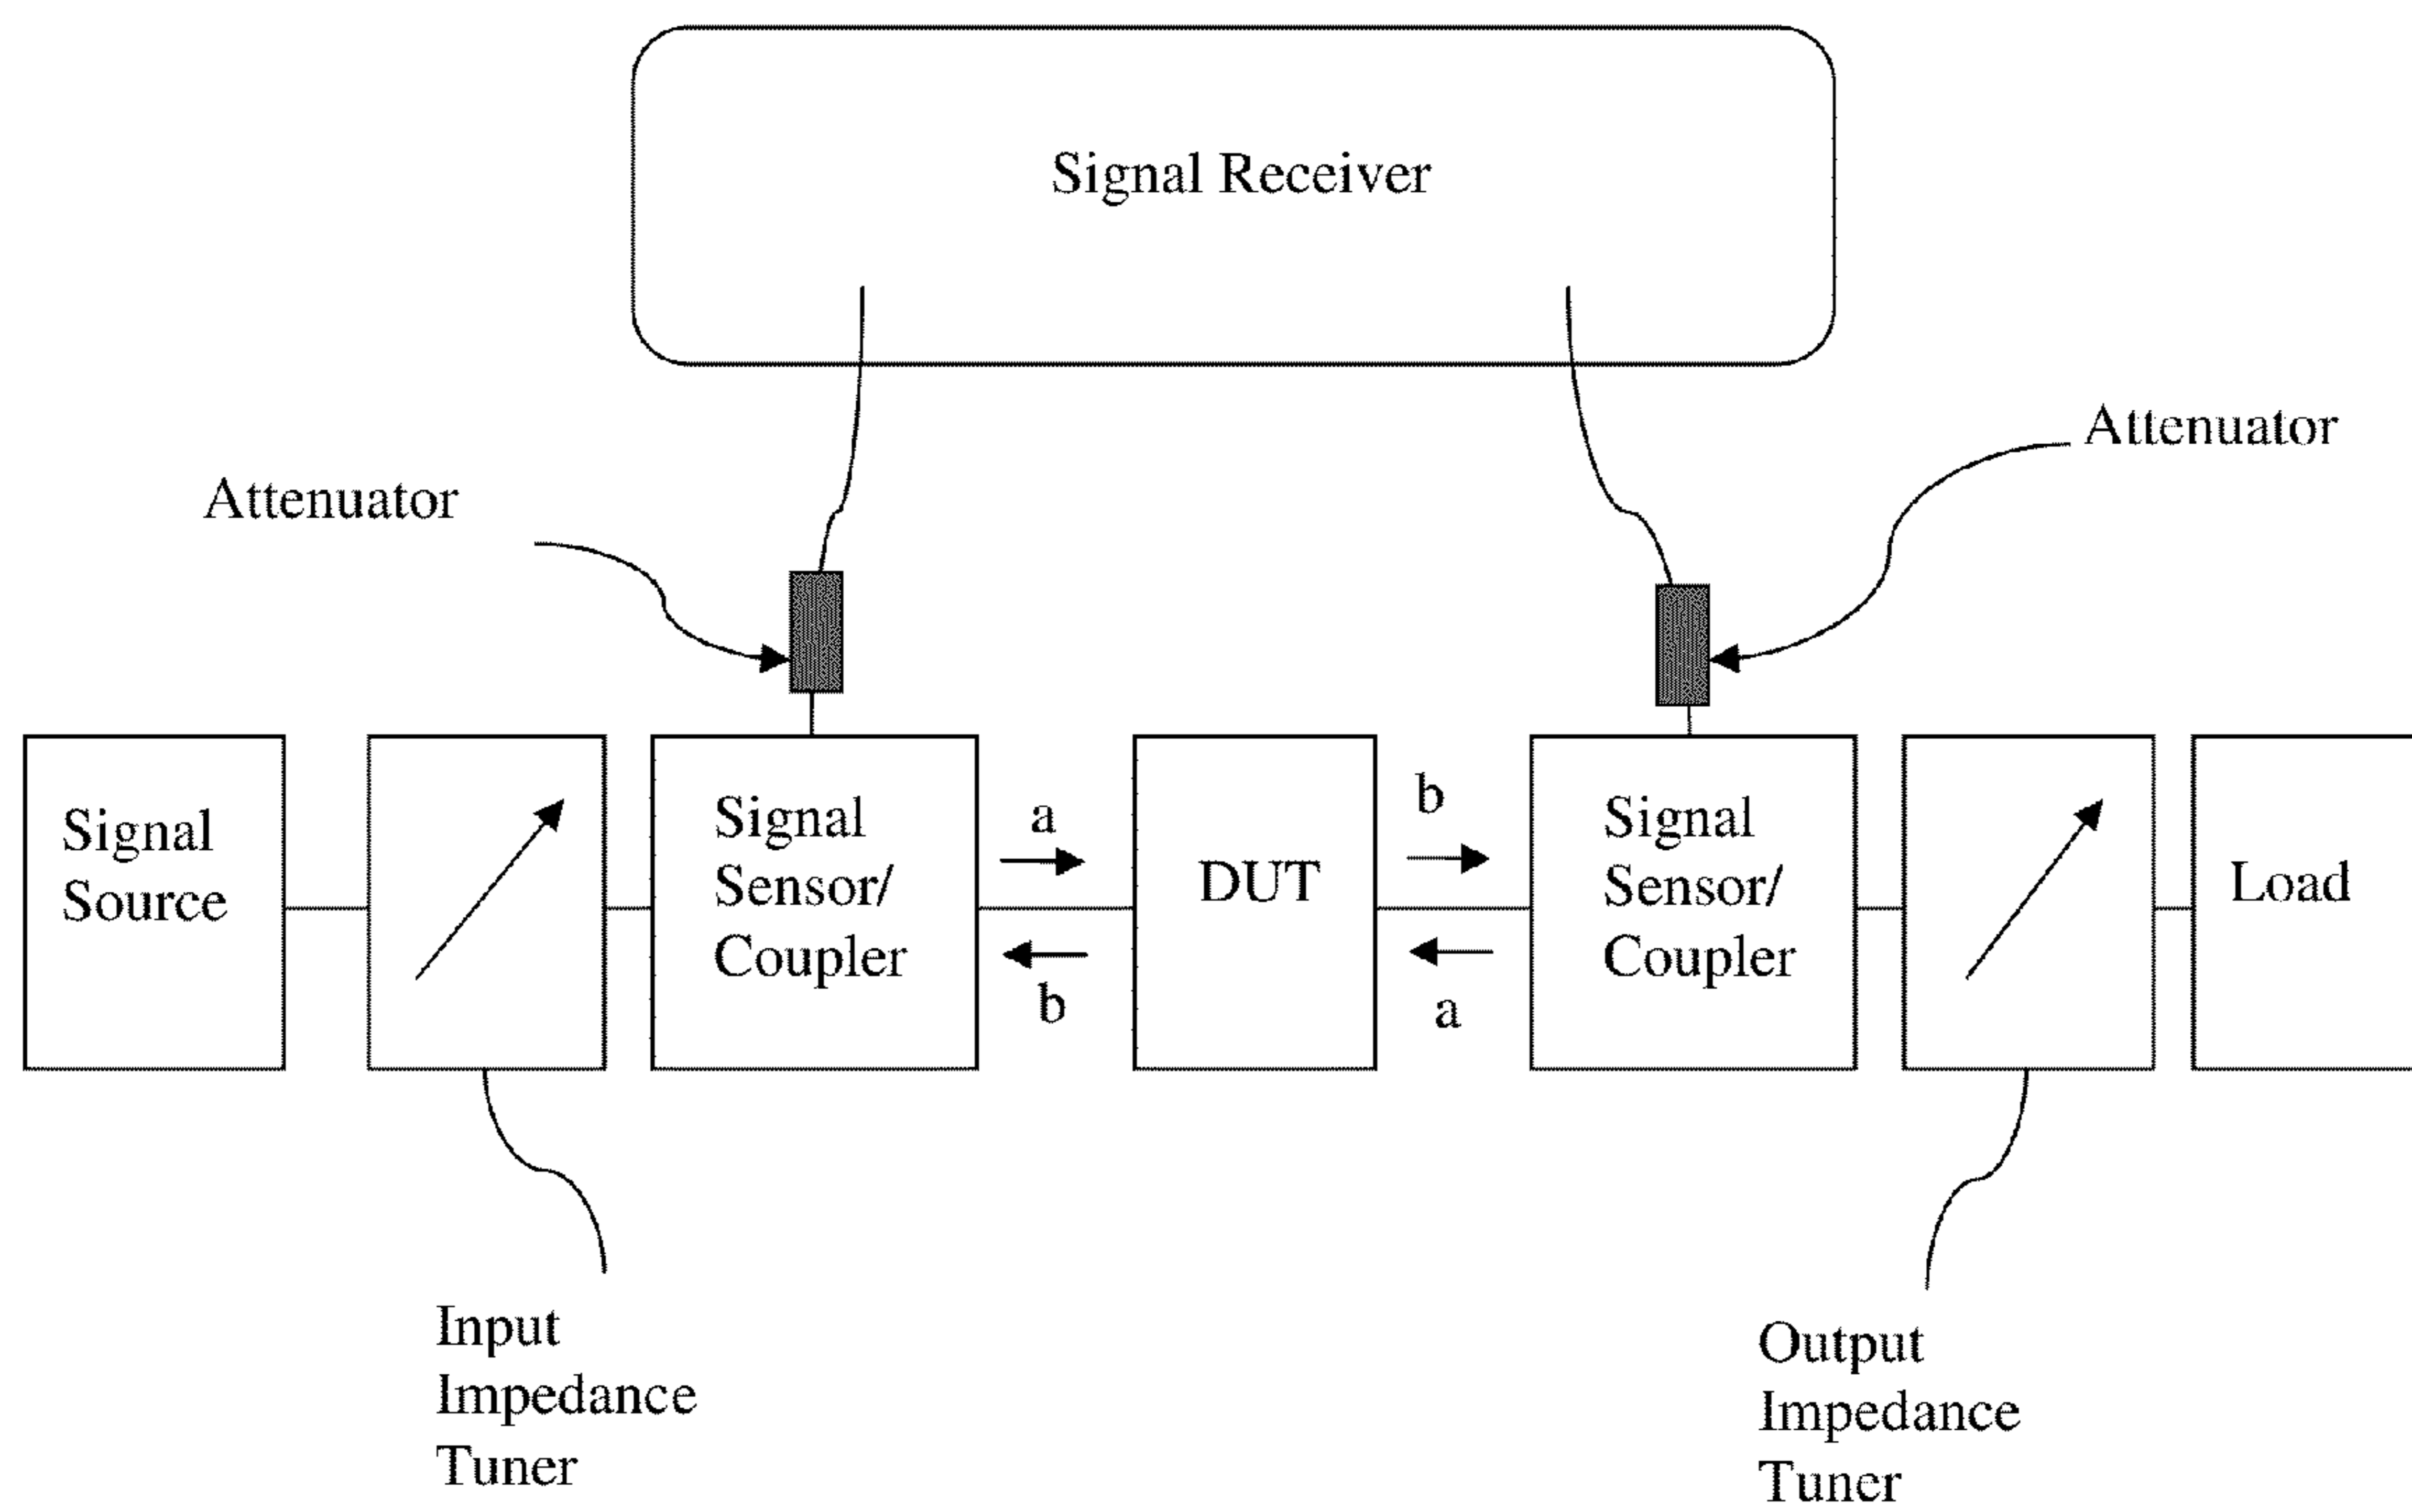 Signal Receiver
Attenuator
Attenuator
Signal
Source
Signal
Sensor/
Coupler
a
b
DUT
b
a
Signal
Sensor/
Coupler
Load
Input
Impedance
Tuner
Output
Impedance
Tuner